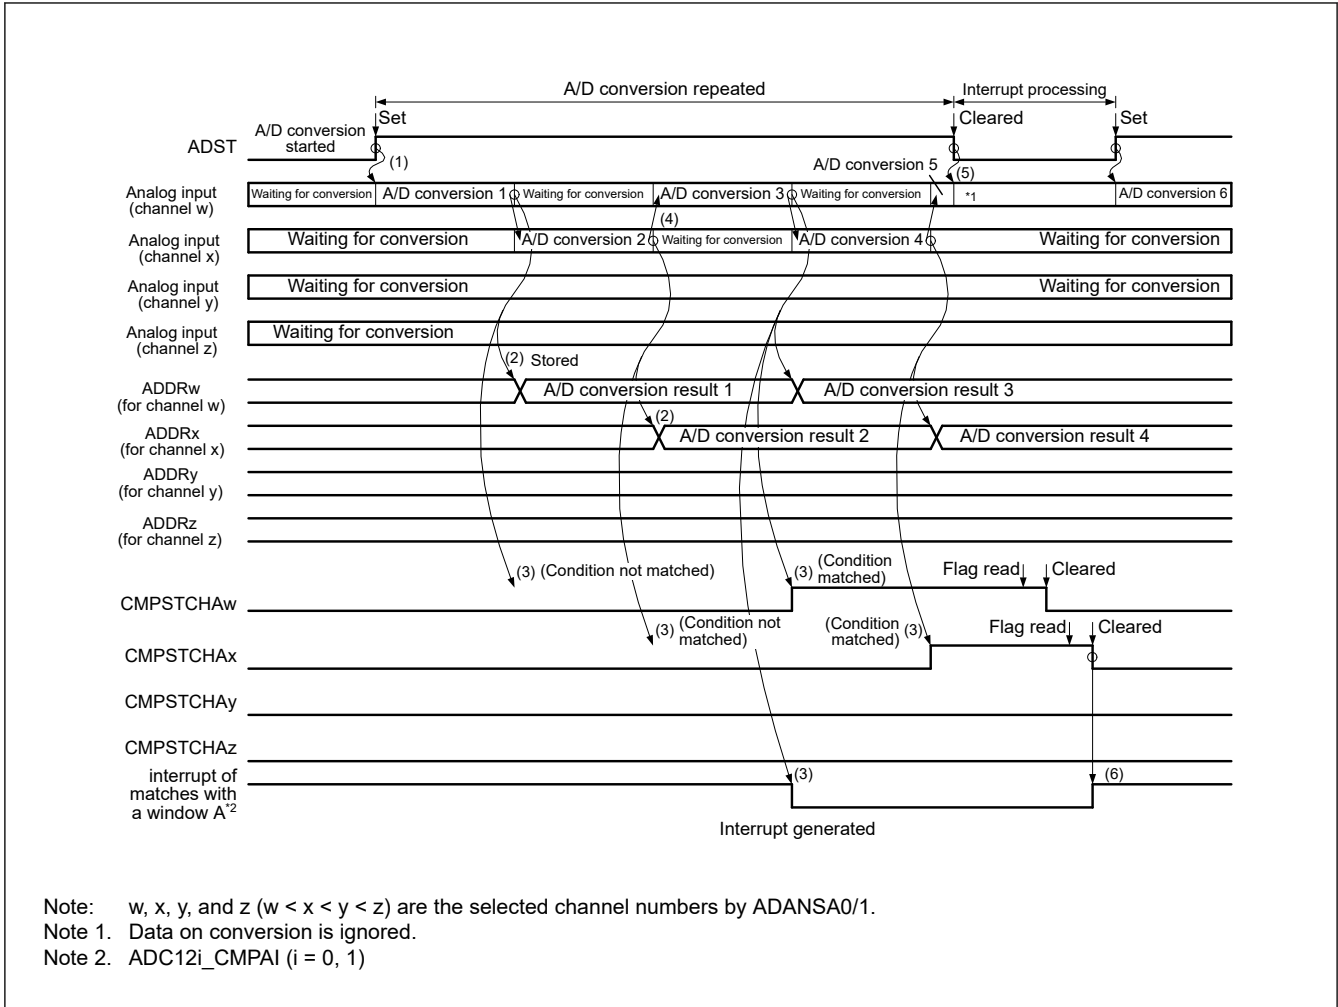 A/D conversion repeated
Interrupt processing
Set
Cleared
Set
A/D conversion
started
ADST
(1)
A/D conversion 5
(5)
Analog input
(channel w)
Waiting for conversion
A/D conversion 1
Waiting for conversion
A/D conversion 3
Waiting for conversion
*1
A/D conversion 6
(4)
Analog input
(channel x)
Waiting for conversion
A/D conversion 2
Waiting for conversion
A/D conversion 4
Waiting for conversion
Analog input
(channel y)
Waiting for conversion
Waiting for conversion
Analog input
(channel z)
Waiting for conversion
(2) Stored
ADDRw
(for channel w)
A/D conversion result 1
A/D conversion result 3
(2)
ADDRx
(for channel x)
A/D conversion result 2
A/D conversion result 4
ADDRy
(for channel y)
ADDRz
(for channel z)
(3) (Condition not matched)
(3) (Condition
matched)
Flag read
Cleared
CMPSTCHAw
(3) (Condition not
matched)
(Condition
matched) (3)
Flag read
Cleared
CMPSTCHAx
CMPSTCHAy
CMPSTCHAz
interrupt of
matches with
a window A*2
(3)
(6)
Interrupt generated
Note: w, x, y, and z (w < x < y < z) are the selected channel numbers by ADANSA0/1.
Note 1. Data on conversion is ignored.
Note 2. ADC12i_CMPAI (i = 0, 1)